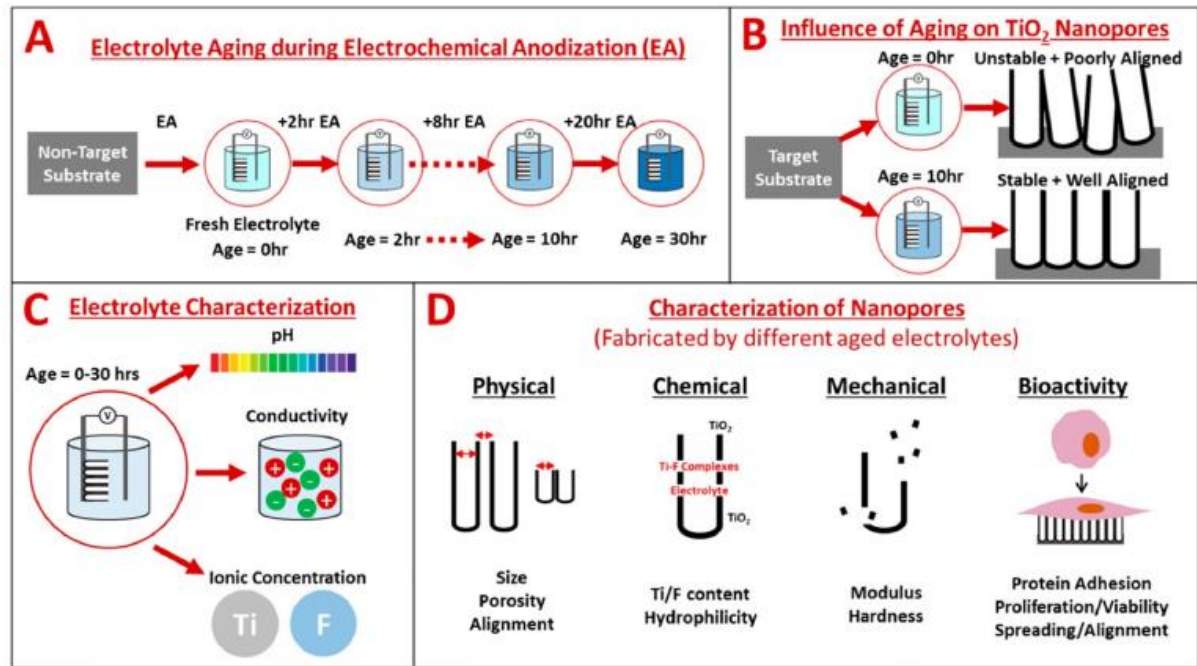 A
Electrolyte Aging during Electrochemical Anodization (EA)
Non-Target
Substrate
EA
+2hr EA
+8hr EA
+20hr EA
V
V
V
V
Fresh Electrolyte
Age = 0hr
Age = 2hr
Age = 10hr
Age = 30hr
B
Influence of Aging on TiO₂ Nanopores
Target
Substrate
Age = 0hr
V
Unstable + Poorly Aligned
Age = 10hr
V
Stable + Well Aligned
C
Electrolyte Characterization
Age = 0-30 hrs
V
pH
Conductivity
+ - + - + - + - +
Ionic Concentration
Ti
F
D
Characterization of Nanopores
(Fabricated by different aged electrolytes)
Physical
Size
Porosity
Alignment
Chemical
TiO₂
Ti-F Complexes
Electrolyte
TiO₂
Ti/F content
Hydrophilicity
Mechanical
Modulus
Hardness
Bioactivity
Protein Adhesion
Proliferation/Viability
Spreading/Alignment